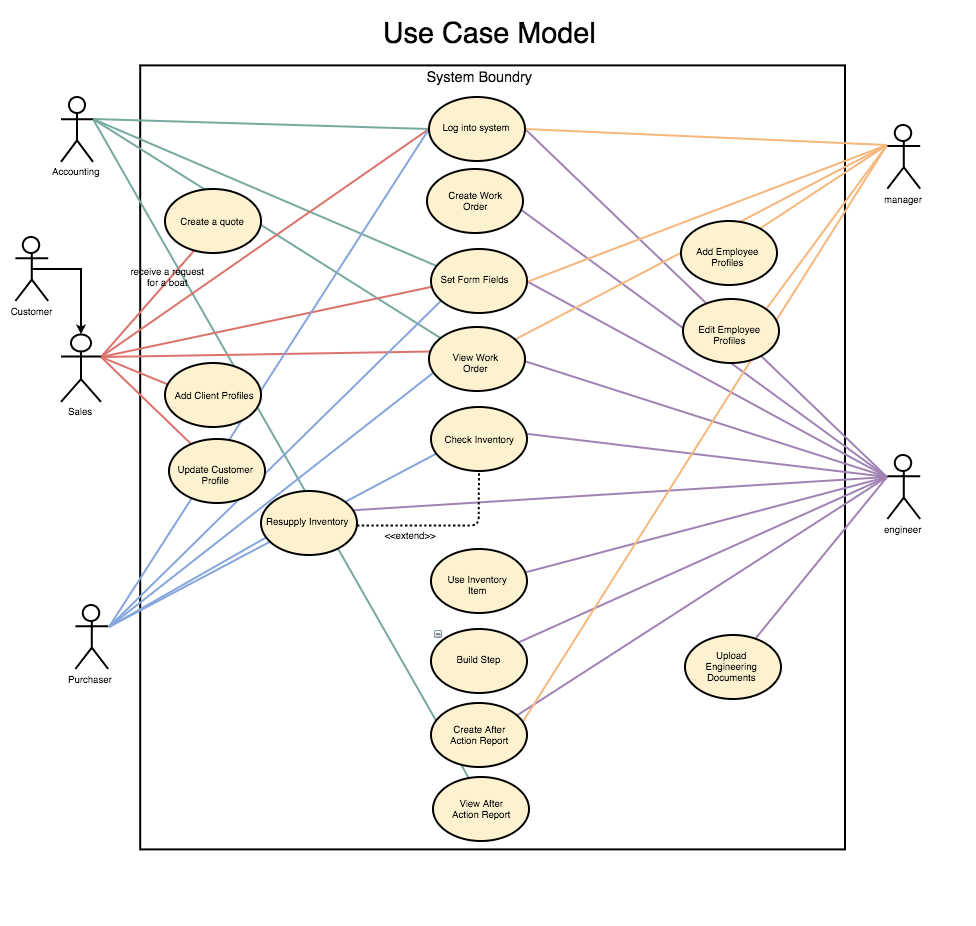 Use Case Model
System Boundry
Log into system
Accounting
manager
Create Work
Order
Create a quote
Add Employee
Profiles
receive a request
for a boat
Set Form Fields
Customer
Edit Employee
Profiles
View Work
Order
Sales
Add Client Profiles
Check Inventory
Update Customer
Profile
Resupply Inventory
<<extend>>
engineer
Use Inventory
Item
Build Step
Purchaser
Upload
Engineering
Documents
Create After
Action Report
View After
Action Report